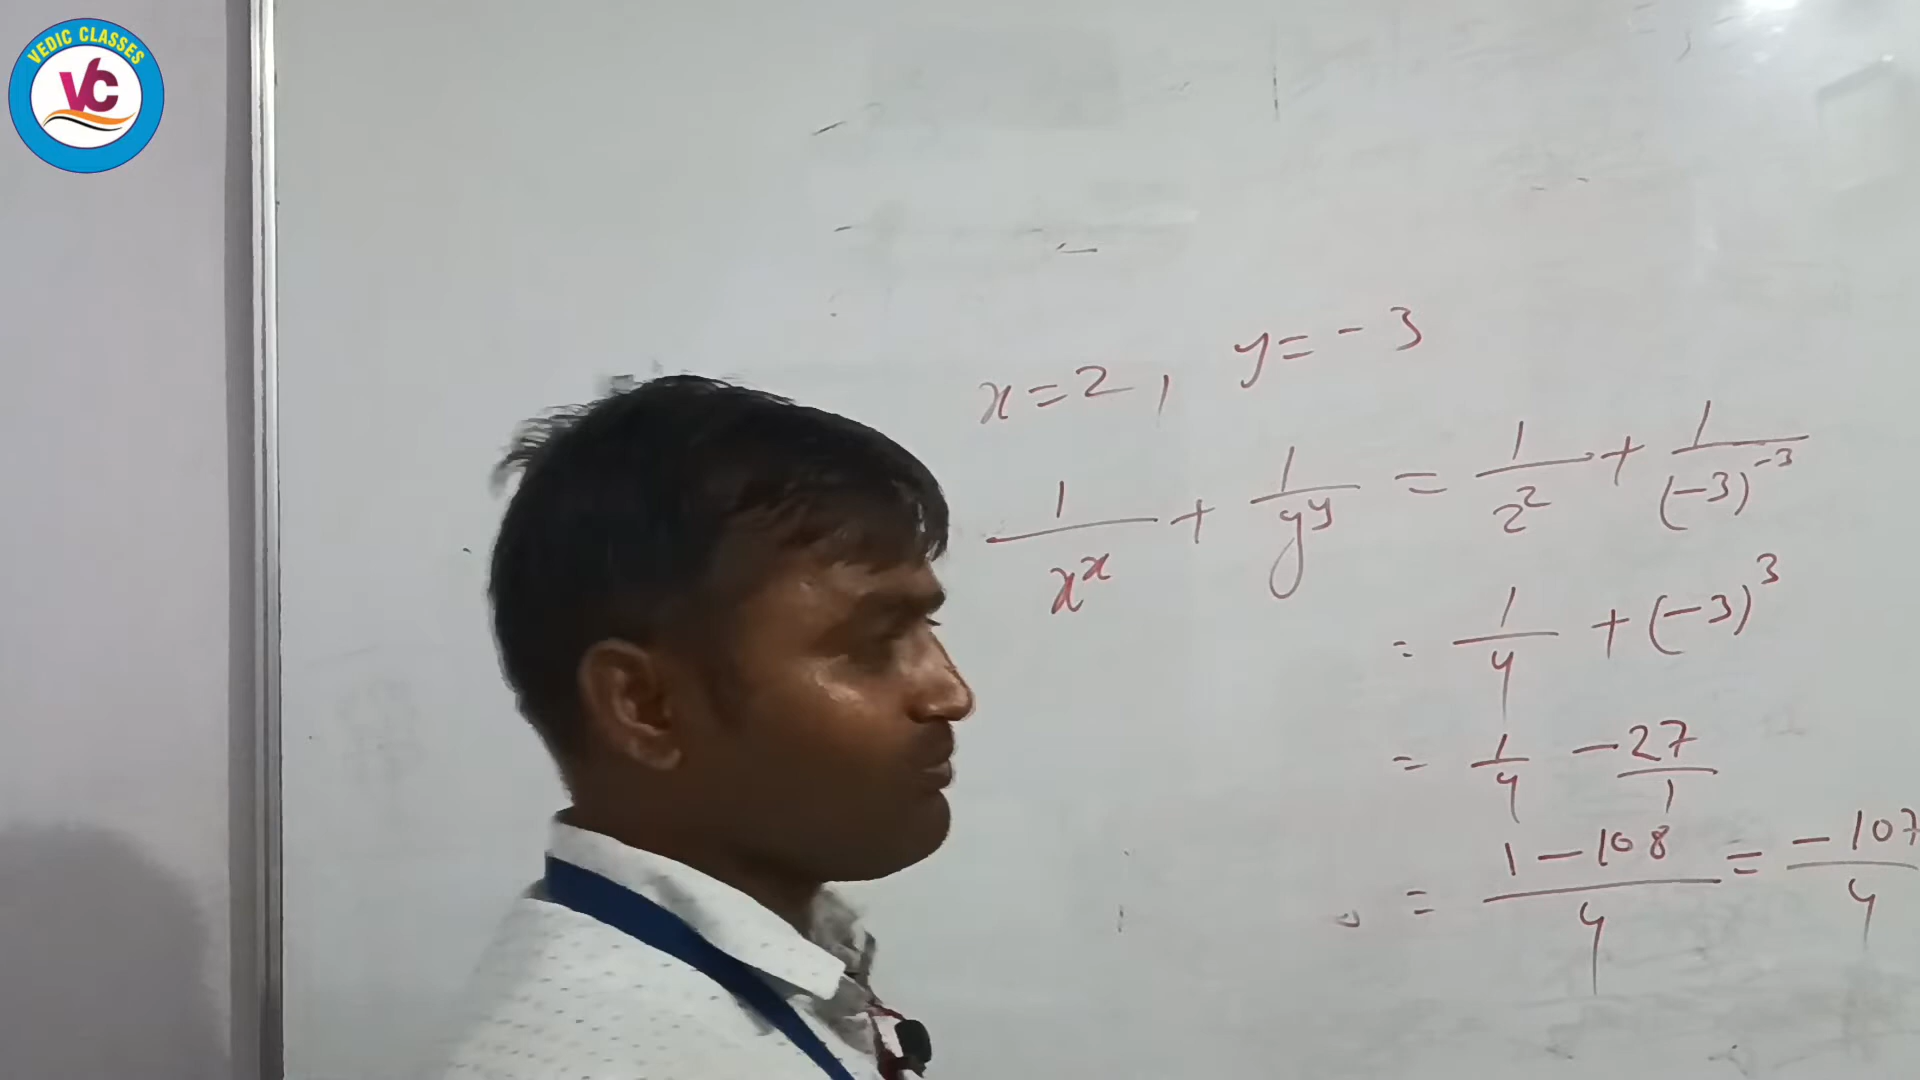 VEDIC CLASSES
VC
x = 2, y = -3
1/x^x + 1/y^y = 1/2^2 + 1/(-3)^-3
= 1/4 + (-3)^3
= 1/4 - 27/1
= 1-108/4 = -107/4